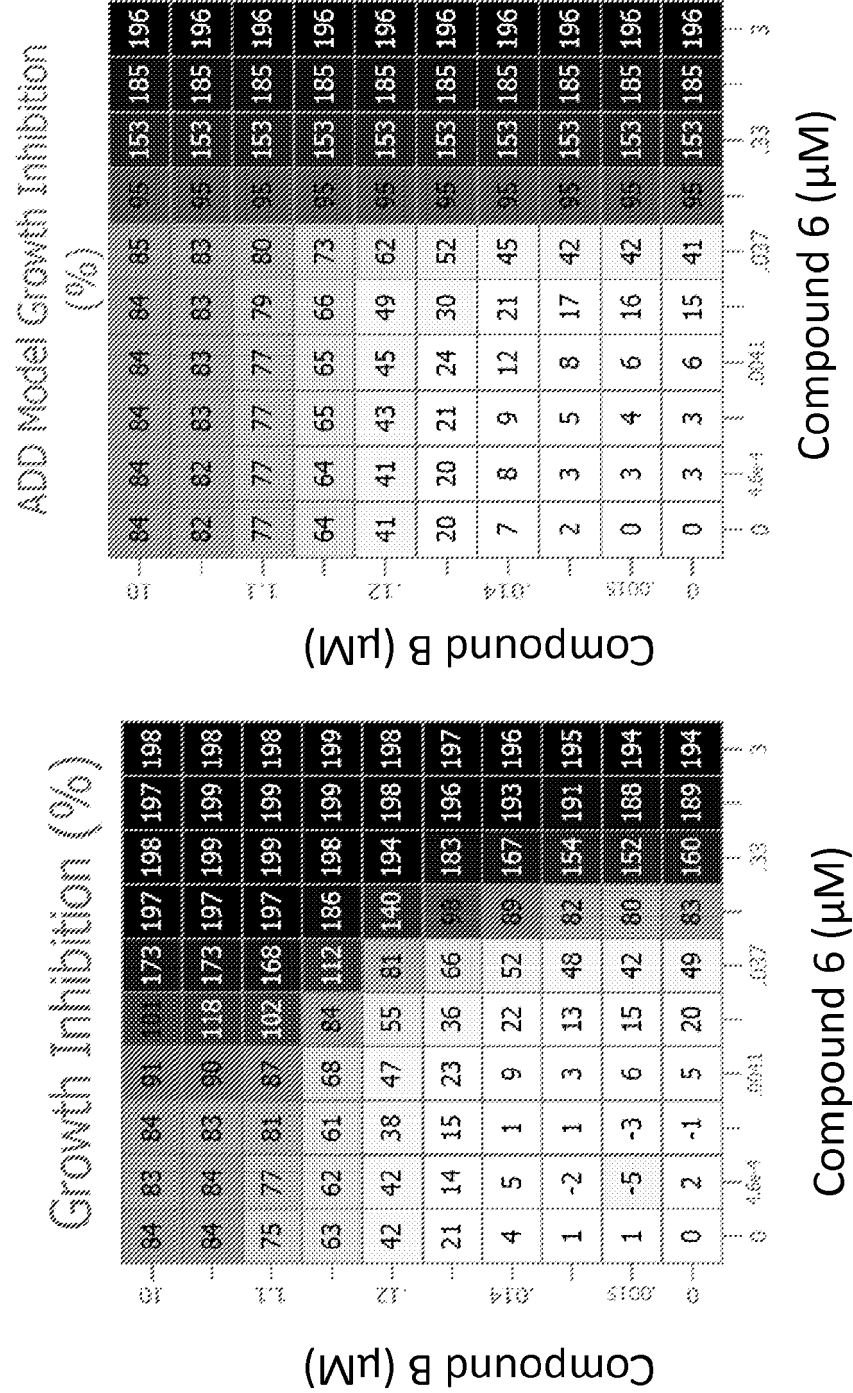 Growth Inhibition (%)
10 84 83 84 91 101 173 197 198 197 198
84 84 83 90 118 173 197 199 199 198
1.1 75 77 81 87 102 168 197 199 199 198
63 62 61 68 84 112 186 198 199 199
.12 42 42 38 47 55 81 140 194 198 198
21 14 15 23 36 66 98 183 196 197
.014 4 5 1 9 22 52 89 167 193 196
1 -2 1 3 13 48 82 154 191 195
.0015 1 -5 -3 6 15 42 80 152 188 194
0 0 2 -1 5 20 49 83 160 189 194
0 4.6e-4 .0041 .037 .33 3
Compound B (µM)
Compound 6 (µM)
ADD Model Growth Inhibition
(%)
10 84 84 84 84 84 85 95 153 185 196
82 82 83 83 83 83 95 153 185 196
1.1 77 77 77 77 79 80 95 153 185 196
64 64 65 65 66 73 95 153 185 196
.12 41 41 43 45 49 62 95 153 185 196
20 20 21 24 30 52 95 153 185 196
.014 7 8 9 12 21 45 95 153 185 196
2 3 5 8 17 42 95 153 185 196
.0015 0 3 4 6 16 42 95 153 185 196
0 0 3 3 6 15 41 95 153 185 196
0 4.6e-4 .0041 .037 .33 3
Compound B (µM)
Compound 6 (µM)